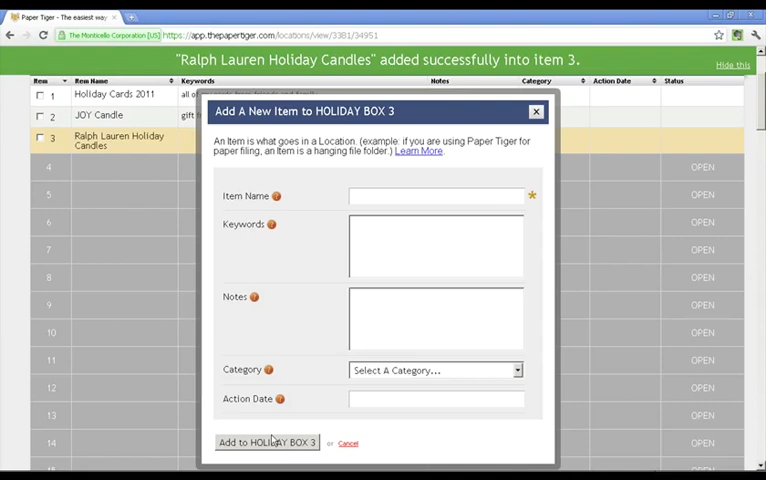 Paper Tiger - The easiest way
The Monticello Corporation [US]
https://app.thepapertiger.com/locations/view/3381/34951
"Ralph Lauren Holiday Candles" added successfully into item 3.
Hide this
Item
Item Name
Keywords
Notes
Category
Action Date
Status
1
Holiday Cards 2011
2
JOY Candle
3
Ralph Lauren Holiday
Candles
4
OPEN
5
OPEN
6
OPEN
7
OPEN
8
OPEN
9
OPEN
10
OPEN
11
OPEN
12
OPEN
13
OPEN
14
OPEN
Add A New Item to HOLIDAY BOX 3
An Item is what goes in a Location. (example: if you are using Paper Tiger for
paper filing, an Item is a hanging file folder.) Learn More.
Item Name
Keywords
Notes
Category
Select A Category...
Action Date
Add to HOLIDAY BOX 3
or
Cancel